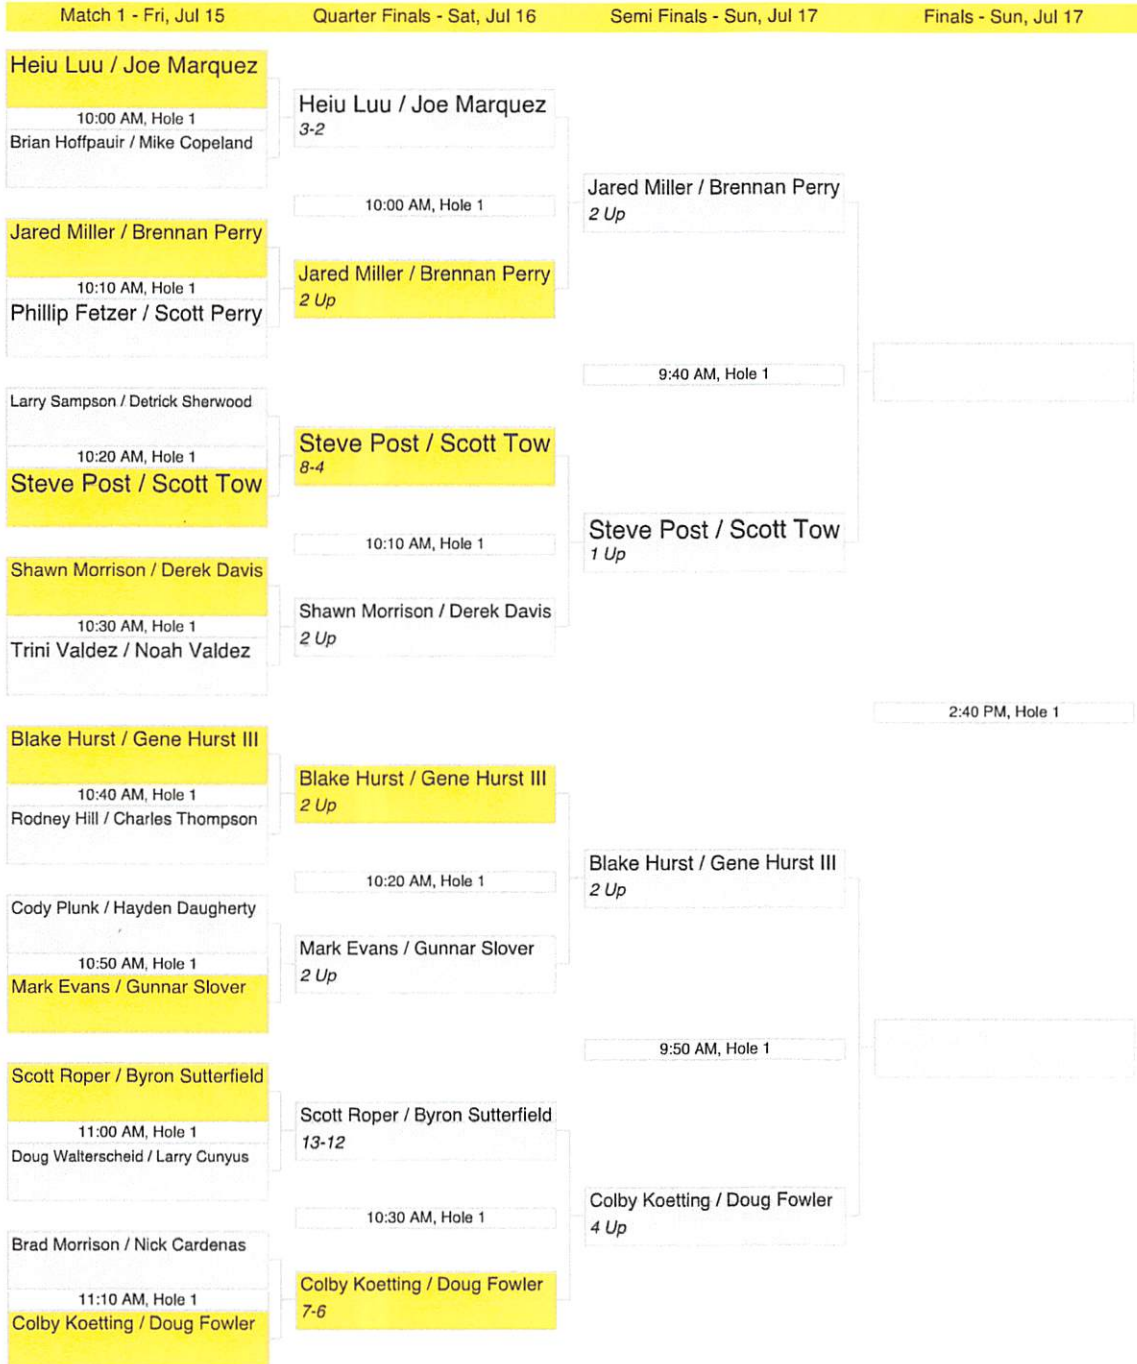 Match 1 - Fri, Jul 15
Quarter Finals - Sat, Jul 16
Semi Finals - Sun, Jul 17
Finals - Sun, Jul 17
Heiu Luu / Joe Marquez
10:00 AM, Hole 1
Brian Hoffpauir / Mike Copeland
Jared Miller / Brennan Perry
10:10 AM, Hole 1
Phillip Fetzer / Scott Perry
Larry Sampson / Detrick Sherwood
10:20 AM, Hole 1
Steve Post / Scott Tow
Shawn Morrison / Derek Davis
10:30 AM, Hole 1
Trini Valdez / Noah Valdez
Blake Hurst / Gene Hurst III
10:40 AM, Hole 1
Rodney Hill / Charles Thompson
Cody Plunk / Hayden Daugherty
10:50 AM, Hole 1
Mark Evans / Gunnar Slover
Scott Roper / Byron Sutterfield
11:00 AM, Hole 1
Doug Walterscheid / Larry Cunyus
Brad Morrison / Nick Cardenas
11:10 AM, Hole 1
Colby Koetting / Doug Fowler
Heiu Luu / Joe Marquez
3-2
10:00 AM, Hole 1
Jared Miller / Brennan Perry
2 Up
Steve Post / Scott Tow
8-4
10:10 AM, Hole 1
Shawn Morrison / Derek Davis
2 Up
Blake Hurst / Gene Hurst III
2 Up
10:20 AM, Hole 1
Mark Evans / Gunnar Slover
2 Up
Scott Roper / Byron Sutterfield
13-12
10:30 AM, Hole 1
Colby Koetting / Doug Fowler
7-6
Jared Miller / Brennan Perry
2 Up
9:40 AM, Hole 1
Steve Post / Scott Tow
1 Up
Blake Hurst / Gene Hurst III
2 Up
9:50 AM, Hole 1
Colby Koetting / Doug Fowler
4 Up
2:40 PM, Hole 1